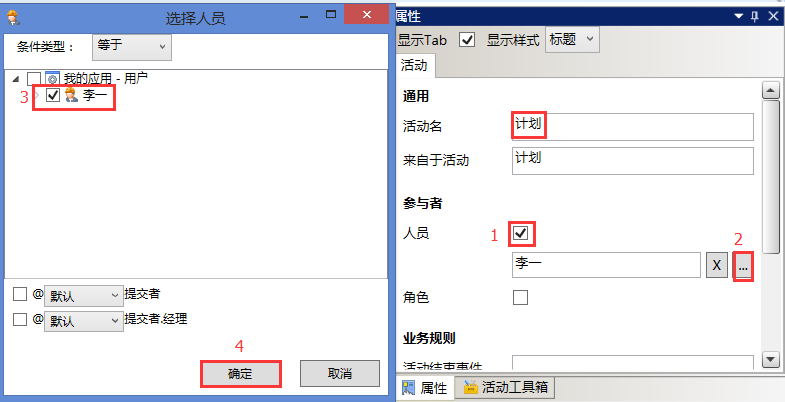 选择人员
条件类型：
等于
我的应用 - 用户
3
李一
@ 默认 提交者
@ 默认 提交者.经理
4
确定
取消
属性
显示Tab 显示样式 标题
活动
通用
活动名 计划
来自于活动 计划
参与者
人员 1
2
李一 X ...
角色
业务规则
活动结束事件
属性 活动工具箱